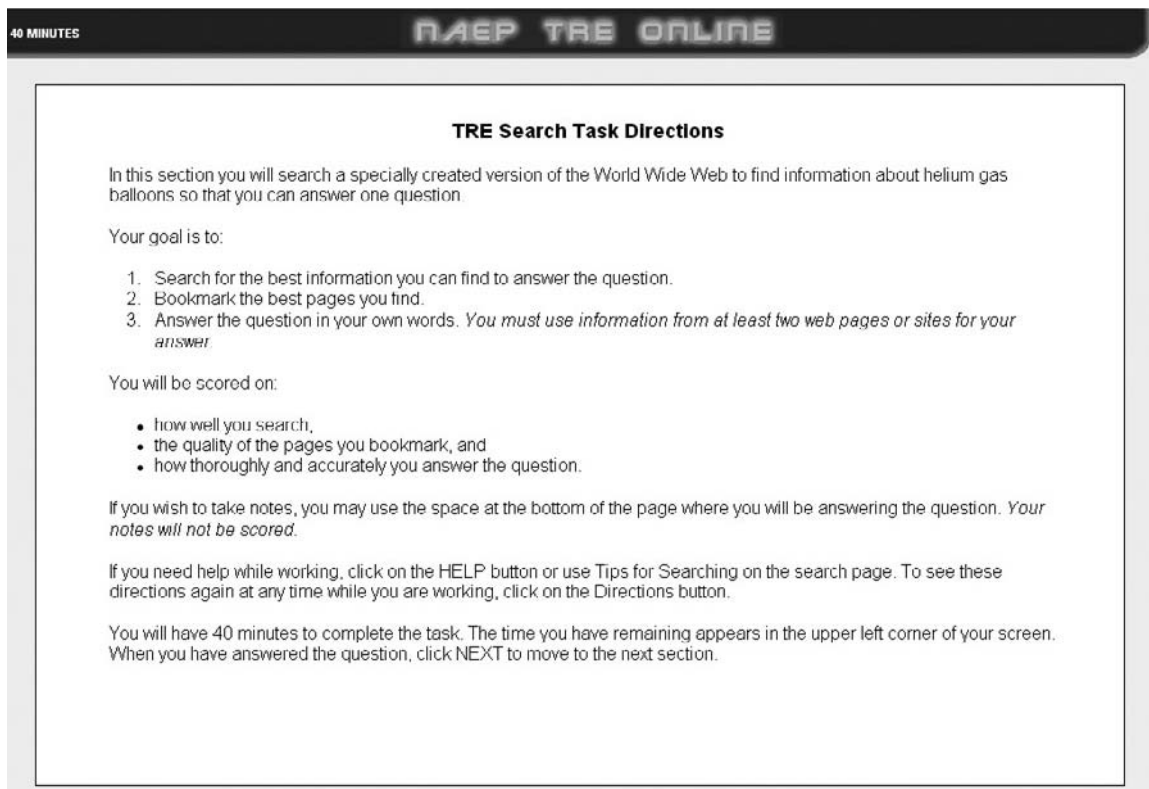 40 MINUTES
NAEP TRE ONLINE
TRE Search Task Directions
In this section you will search a specially created version of the World Wide Web to find information about helium gas
balloons so that you can answer one question.
Your goal is to:
1. Search for the best information you can find to answer the question.
2. Bookmark the best pages you find.
3. Answer the question in your own words. You must use information from at least two web pages or sites for your
answer.
You will be scored on:
• how well you search,
• the quality of the pages you bookmark, and
• how thoroughly and accurately you answer the question.
If you wish to take notes, you may use the space at the bottom of the page where you will be answering the question. Your
notes will not be scored.
If you need help while working, click on the HELP button or use Tips for Searching on the search page. To see these
directions again at any time while you are working, click on the Directions button.
You will have 40 minutes to complete the task. The time you have remaining appears in the upper left corner of your screen.
When you have answered the question, click NEXT to move to the next section.